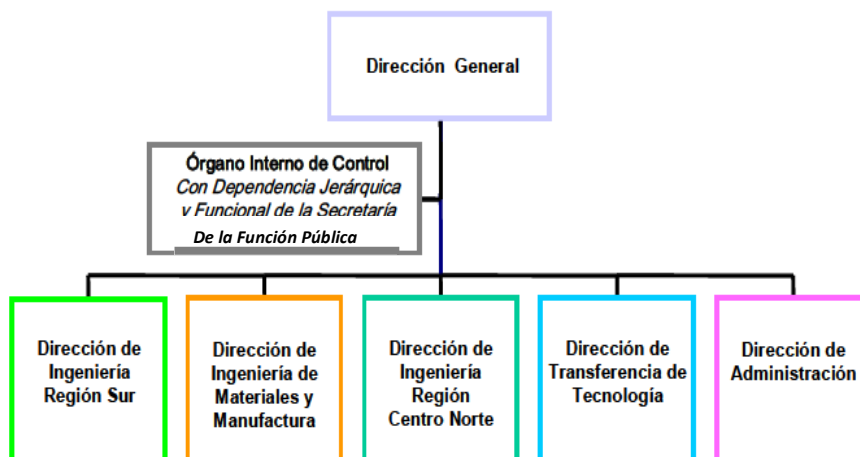 Dirección General
Órgano Interno de Control
Con Dependencia Jerárquica
y Funcional de la Secretaría
De la Función Pública
Dirección de
Ingeniería
Región Sur
Dirección de
Ingeniería de
Materiales y
Manufactura
Dirección de
Ingeniería
Región
Centro Norte
Dirección de
Transferencia de
Tecnología
Dirección de
Administración